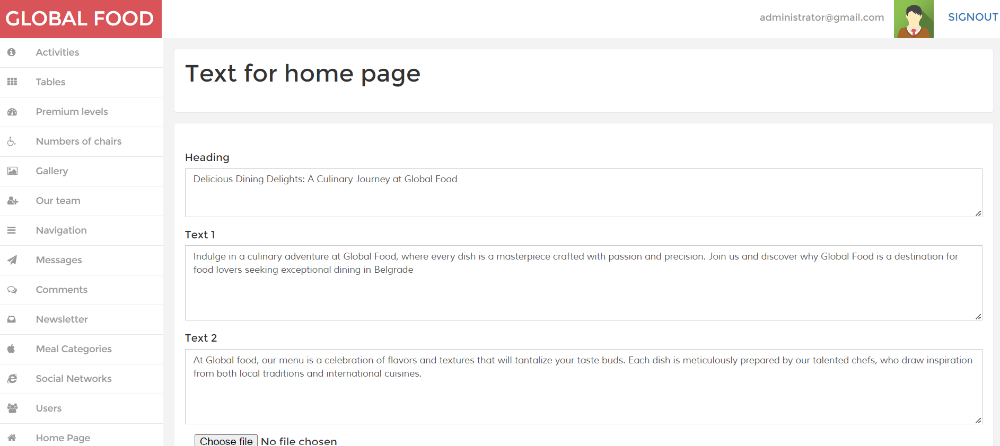 GLOBAL FOOD
administrator@gmail.com
SIGNOUT
Activities
Tables
Premium levels
Numbers of chairs
Gallery
Our team
Navigation
Messages
Comments
Newsletter
Meal Categories
Social Networks
Users
Home Page
Text for home page
Heading
Delicious Dining Delights: A Culinary Journey at Global Food
Text 1
Indulge in a culinary adventure at Global Food, where every dish is a masterpiece crafted with passion and precision. Join us and discover why Global Food is a destination for
food lovers seeking exceptional dining in Belgrade
Text 2
At Global food, our menu is a celebration of flavors and textures that will tantalize your taste buds. Each dish is meticulously prepared by our talented chefs, who draw inspiration
from both local traditions and international cuisines.
Choose file No file chosen